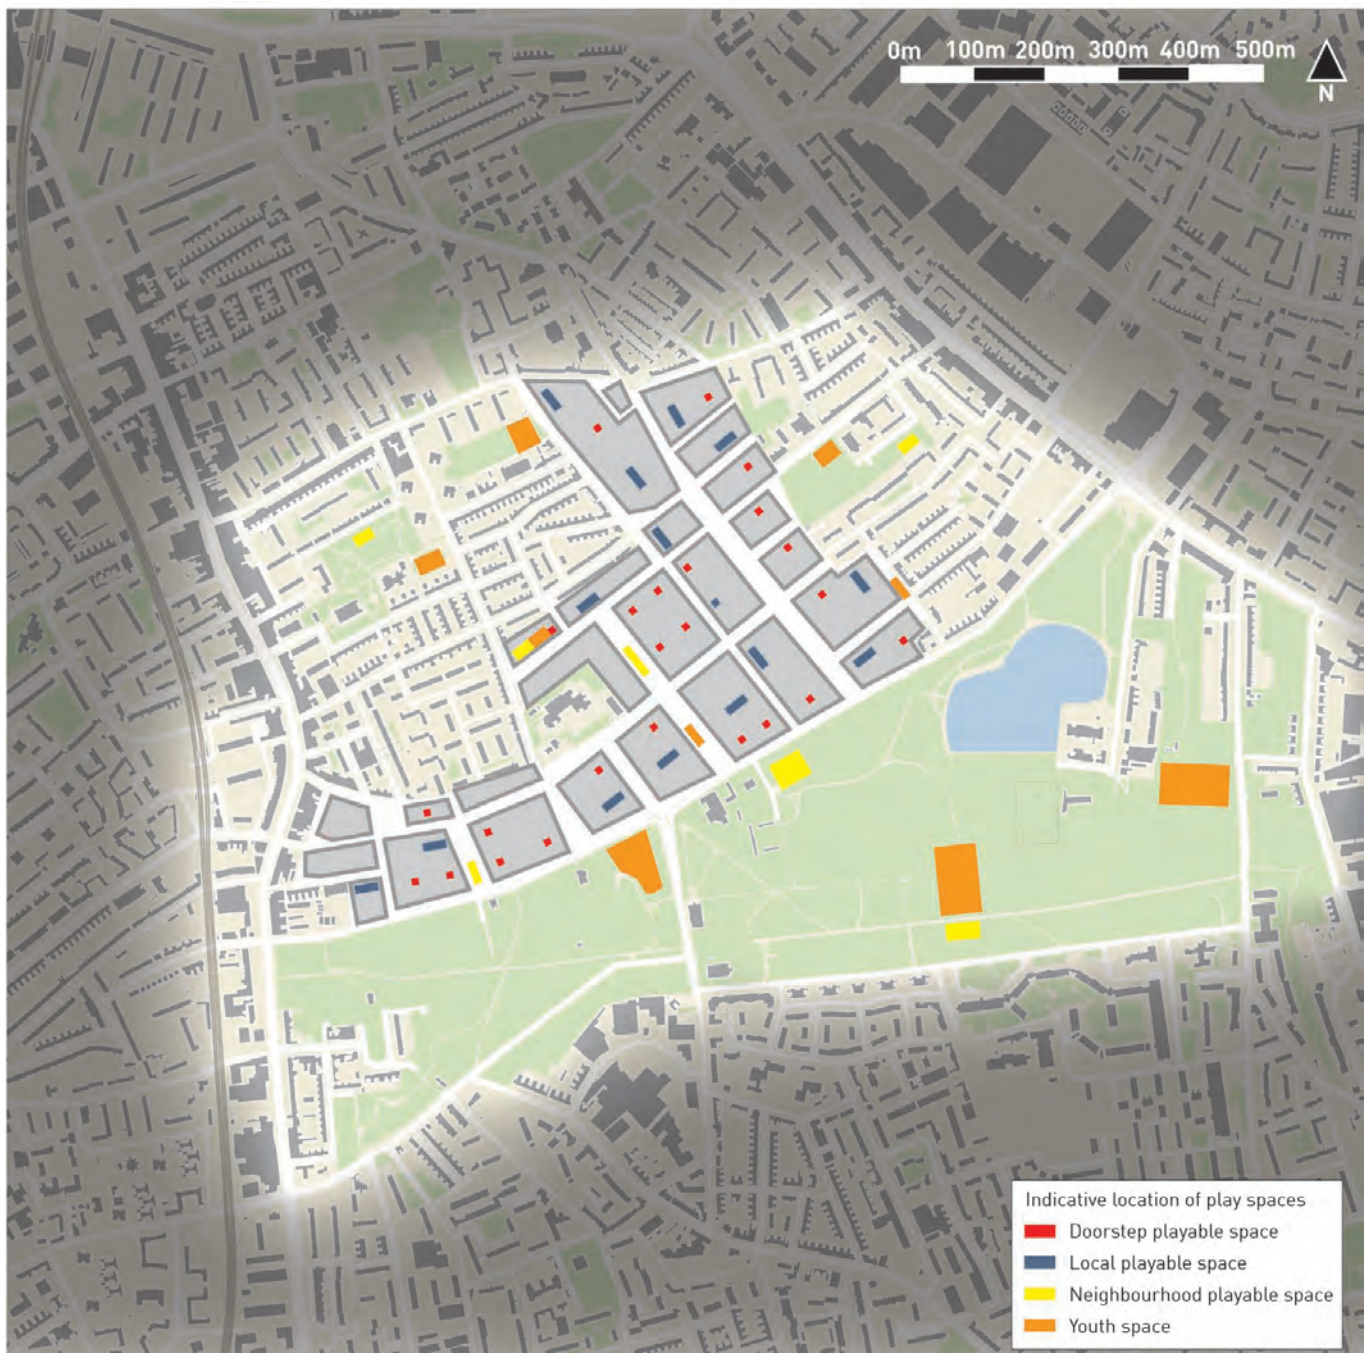 0m 100m 200m 300m 400m 500m
N
Indicative location of play spaces
Doorstep playable space
Local playable space
Neighbourhood playable space
Youth space